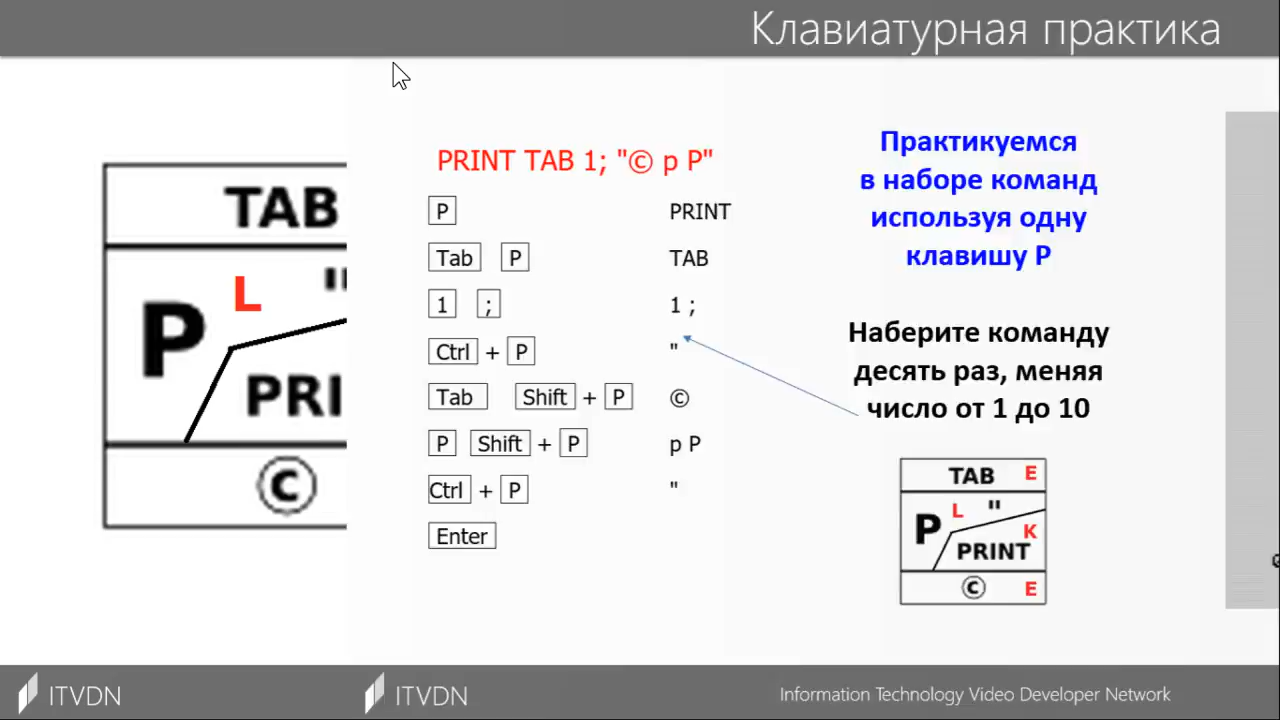 Клавиатурная практика
TAB
L "
P
©
PRINT TAB 1; "© p P"
P PRINT
Tab P TAB
1 ; 1 ;
Ctrl + P "
Tab Shift + P ©
P Shift + P p P
Ctrl + P "
Enter
Практикуемся
в наборе команд
используя одну
клавишу P
Наберите команду
десять раз, меняя
число от 1 до 10
TAB E
L "
P K
PRINT
© E
ITVDN
ITVDN
Information Technology Video Developer Network